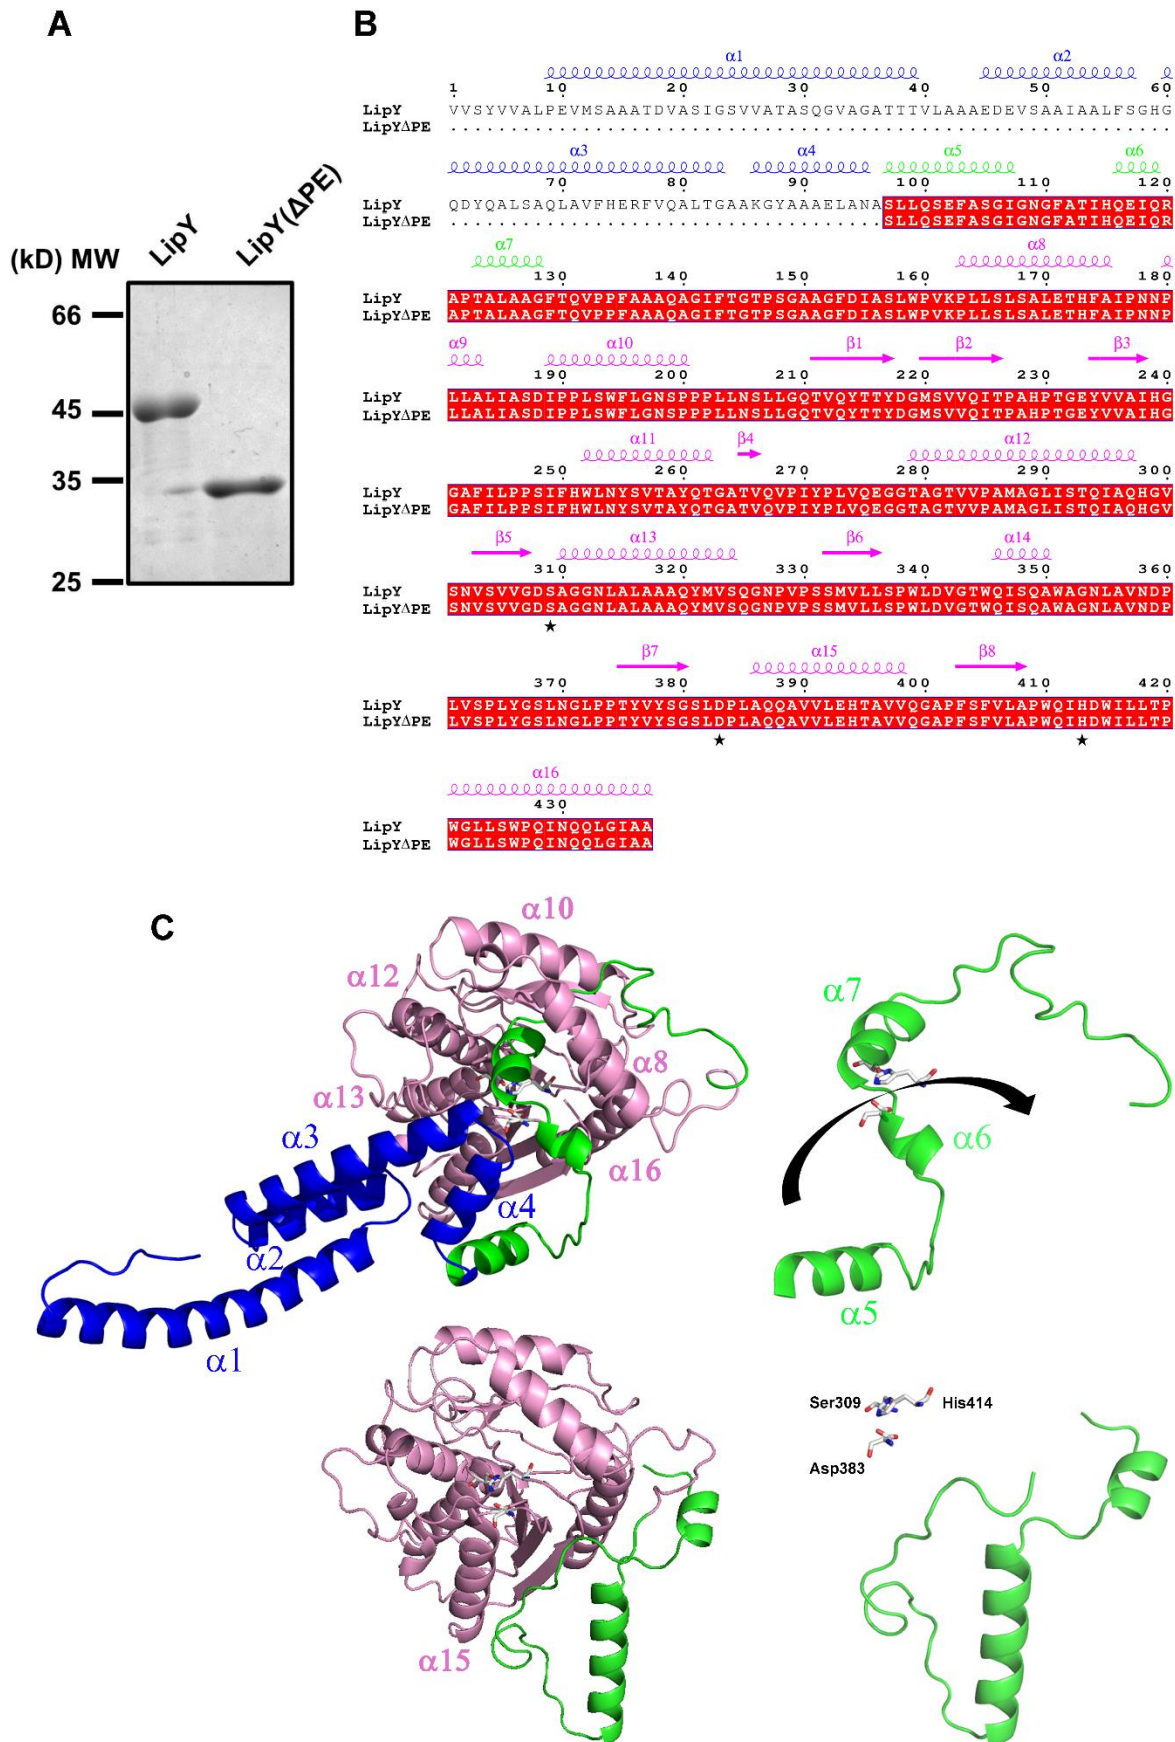 A
B
(kD) MW
LipY
LipY(ΔPE)
66
45
35
25
α1 α2
1 10 20 30 40 50 60
LipY VVSYVVALPEVMSAAATDVASIGSVVATASQGVAGATTTVLAAAEDEVSAAIAALFSGHG
LipYΔPE ............................................................
α3 α4 α5 α6
70 80 90 100 110 120
LipY QDYQALSAQLAVFHERFVQALTGAAKGYAAAELANASLLQSEFASGIGNGFATIHQEIQR
LipYΔPE ....................................SLLQSEFASGIGNGFATIHQEIQR
α7 α8
130 140 150 160 170 180
LipY APTALAAGFTQVPPFAAAQAGIFTGTPSGAAGFDIASLWPVKPLLSLSALETHFAIPNNP
LipYΔPE APTALAAGFTQVPPFAAAQAGIFTGTPSGAAGFDIASLWPVKPLLSLSALETHFAIPNNP
α9 α10 β1 β2 β3
190 200 210 220 230 240
LipY LLALIASDIPPLSWFLGNSPPPLLNSLLGQTVQYTTYDGMSVVQITPAHPTGEYVVAIHG
LipYΔPE LLALIASDIPPLSWFLGNSPPPLLNSLLGQTVQYTTYDGMSVVQITPAHPTGEYVVAIHG
α11 β4 α12
250 260 270 280 290 300
LipY GAFILPPSIFHWLNYSVTAYQTGATVQVPIYPLVQEGGTAGTVVPAMAGLISTQIAQHGV
LipYΔPE GAFILPPSIFHWLNYSVTAYQTGATVQVPIYPLVQEGGTAGTVVPAMAGLISTQIAQHGV
β5 α13 β6 α14
310 320 330 340 350 360
LipY SNVSVVGDSAGGNLALAAAQYMVSQGNPVPSSMVLLSPWLDVGTWQISQAWAGNLAVNDP
LipYΔPE SNVSVVGDSAGGNLALAAAQYMVSQGNPVPSSMVLLSPWLDVGTWQISQAWAGNLAVNDP
★
β7 α15 β8
370 380 390 400 410 420
LipY LVSPLYGSLNGLPPTYVYSGSLDPLAQQAVVLEHTAVVQGAPFSFVLAPWQIHDWILLTP
LipYΔPE LVSPLYGSLNGLPPTYVYSGSLDPLAQQAVVLEHTAVVQGAPFSFVLAPWQIHDWILLTP
★ ★
α16
430
LipY WGLLSWPQINQQLGIAA
LipYΔPE WGLLSWPQINQQLGIAA
C
α10
α12
α8
α13
α3
α16
α4
α2
α1
α7
α6
α5
Ser309 His414
Asp383
α15